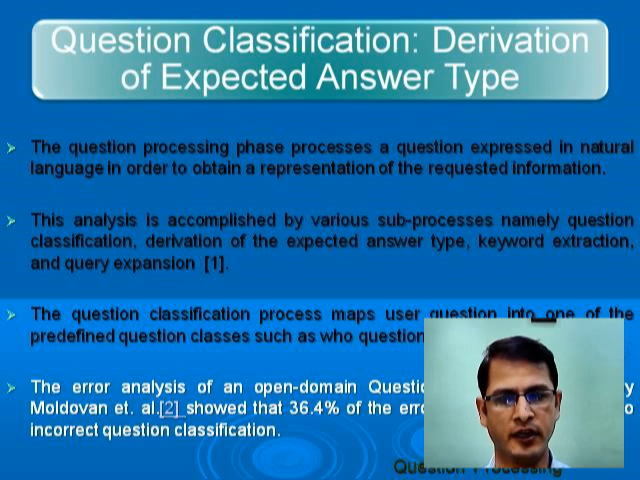 Question Classification: Derivation
of Expected Answer Type
The question processing phase processes a question expressed in natural
language in order to obtain a representation of the requested information.
This analysis is accomplished by various sub-processes namely question
classification, derivation of the expected answer type, keyword extraction,
and query expansion [1].
The question classification process maps user question into one of the
predefined question classes such as who question
The error analysis of an open-domain
Moldovan et. al.[2] showed that 36.4% of the
incorrect question classification.
Question Processing